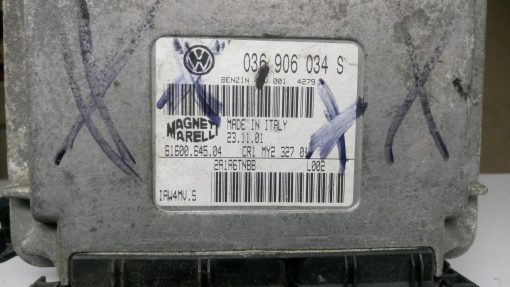 036 906 034 S
BENZIN 001 4279
MAGNETI MARELLI
MADE IN ITALY
23.11.01
61600.645.04 CR1 MY2 327 01
2A1A6TNBB L002
IAW4MV.S